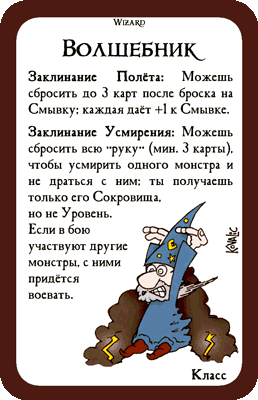 Wizard
Волшебник
Заклинание Полёта: Можешь
сбросить до 3 карт после броска на
Смывку; каждая даёт +1 к Смывке.
Заклинание Усмирения: Можешь
сбросить всю "руку" (мин. 3 карты),
чтобы усмирить одного монстра и
не драться с ним; ты получаешь
только его Сокровища,
но не Уровень.
Если в бою
участвуют другие
монстры, с ними
придётся
воевать.
Kovalic
Класс